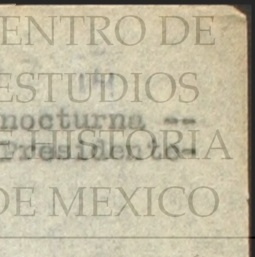 CENTRO DE
ESTUDIOS
nocturna --
DE HISTORIA
Presidente-
DE MEXICO